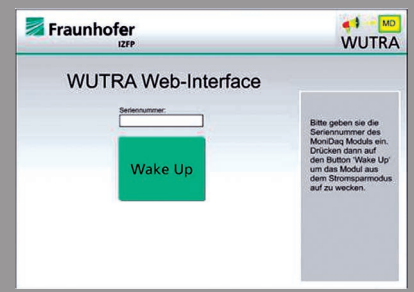 Fraunhofer
IZFP
MD
WUTRA
WUTRA Web-Interface
Seriennummer:
Wake Up
Bitte geben sie die
Seriennummer des
MoniDaq Moduls ein.
Drücken dann auf
den Button 'Wake Up'
um das Modul aus
dem Stromsparmodus
auf zu wecken.